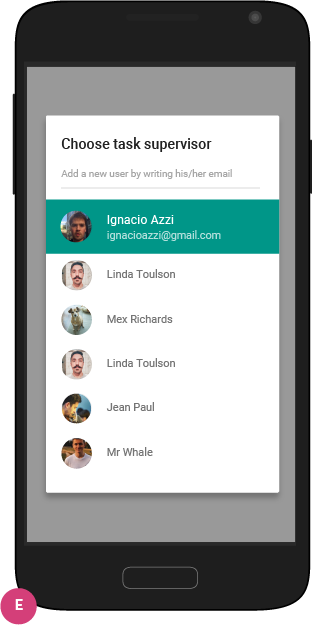 Choose task supervisor
Add a new user by writing his/her email
Ignacio Azzi
ignacioazzi@gmail.com
Linda Toulson
Mex Richards
Linda Toulson
Jean Paul
Mr Whale
E